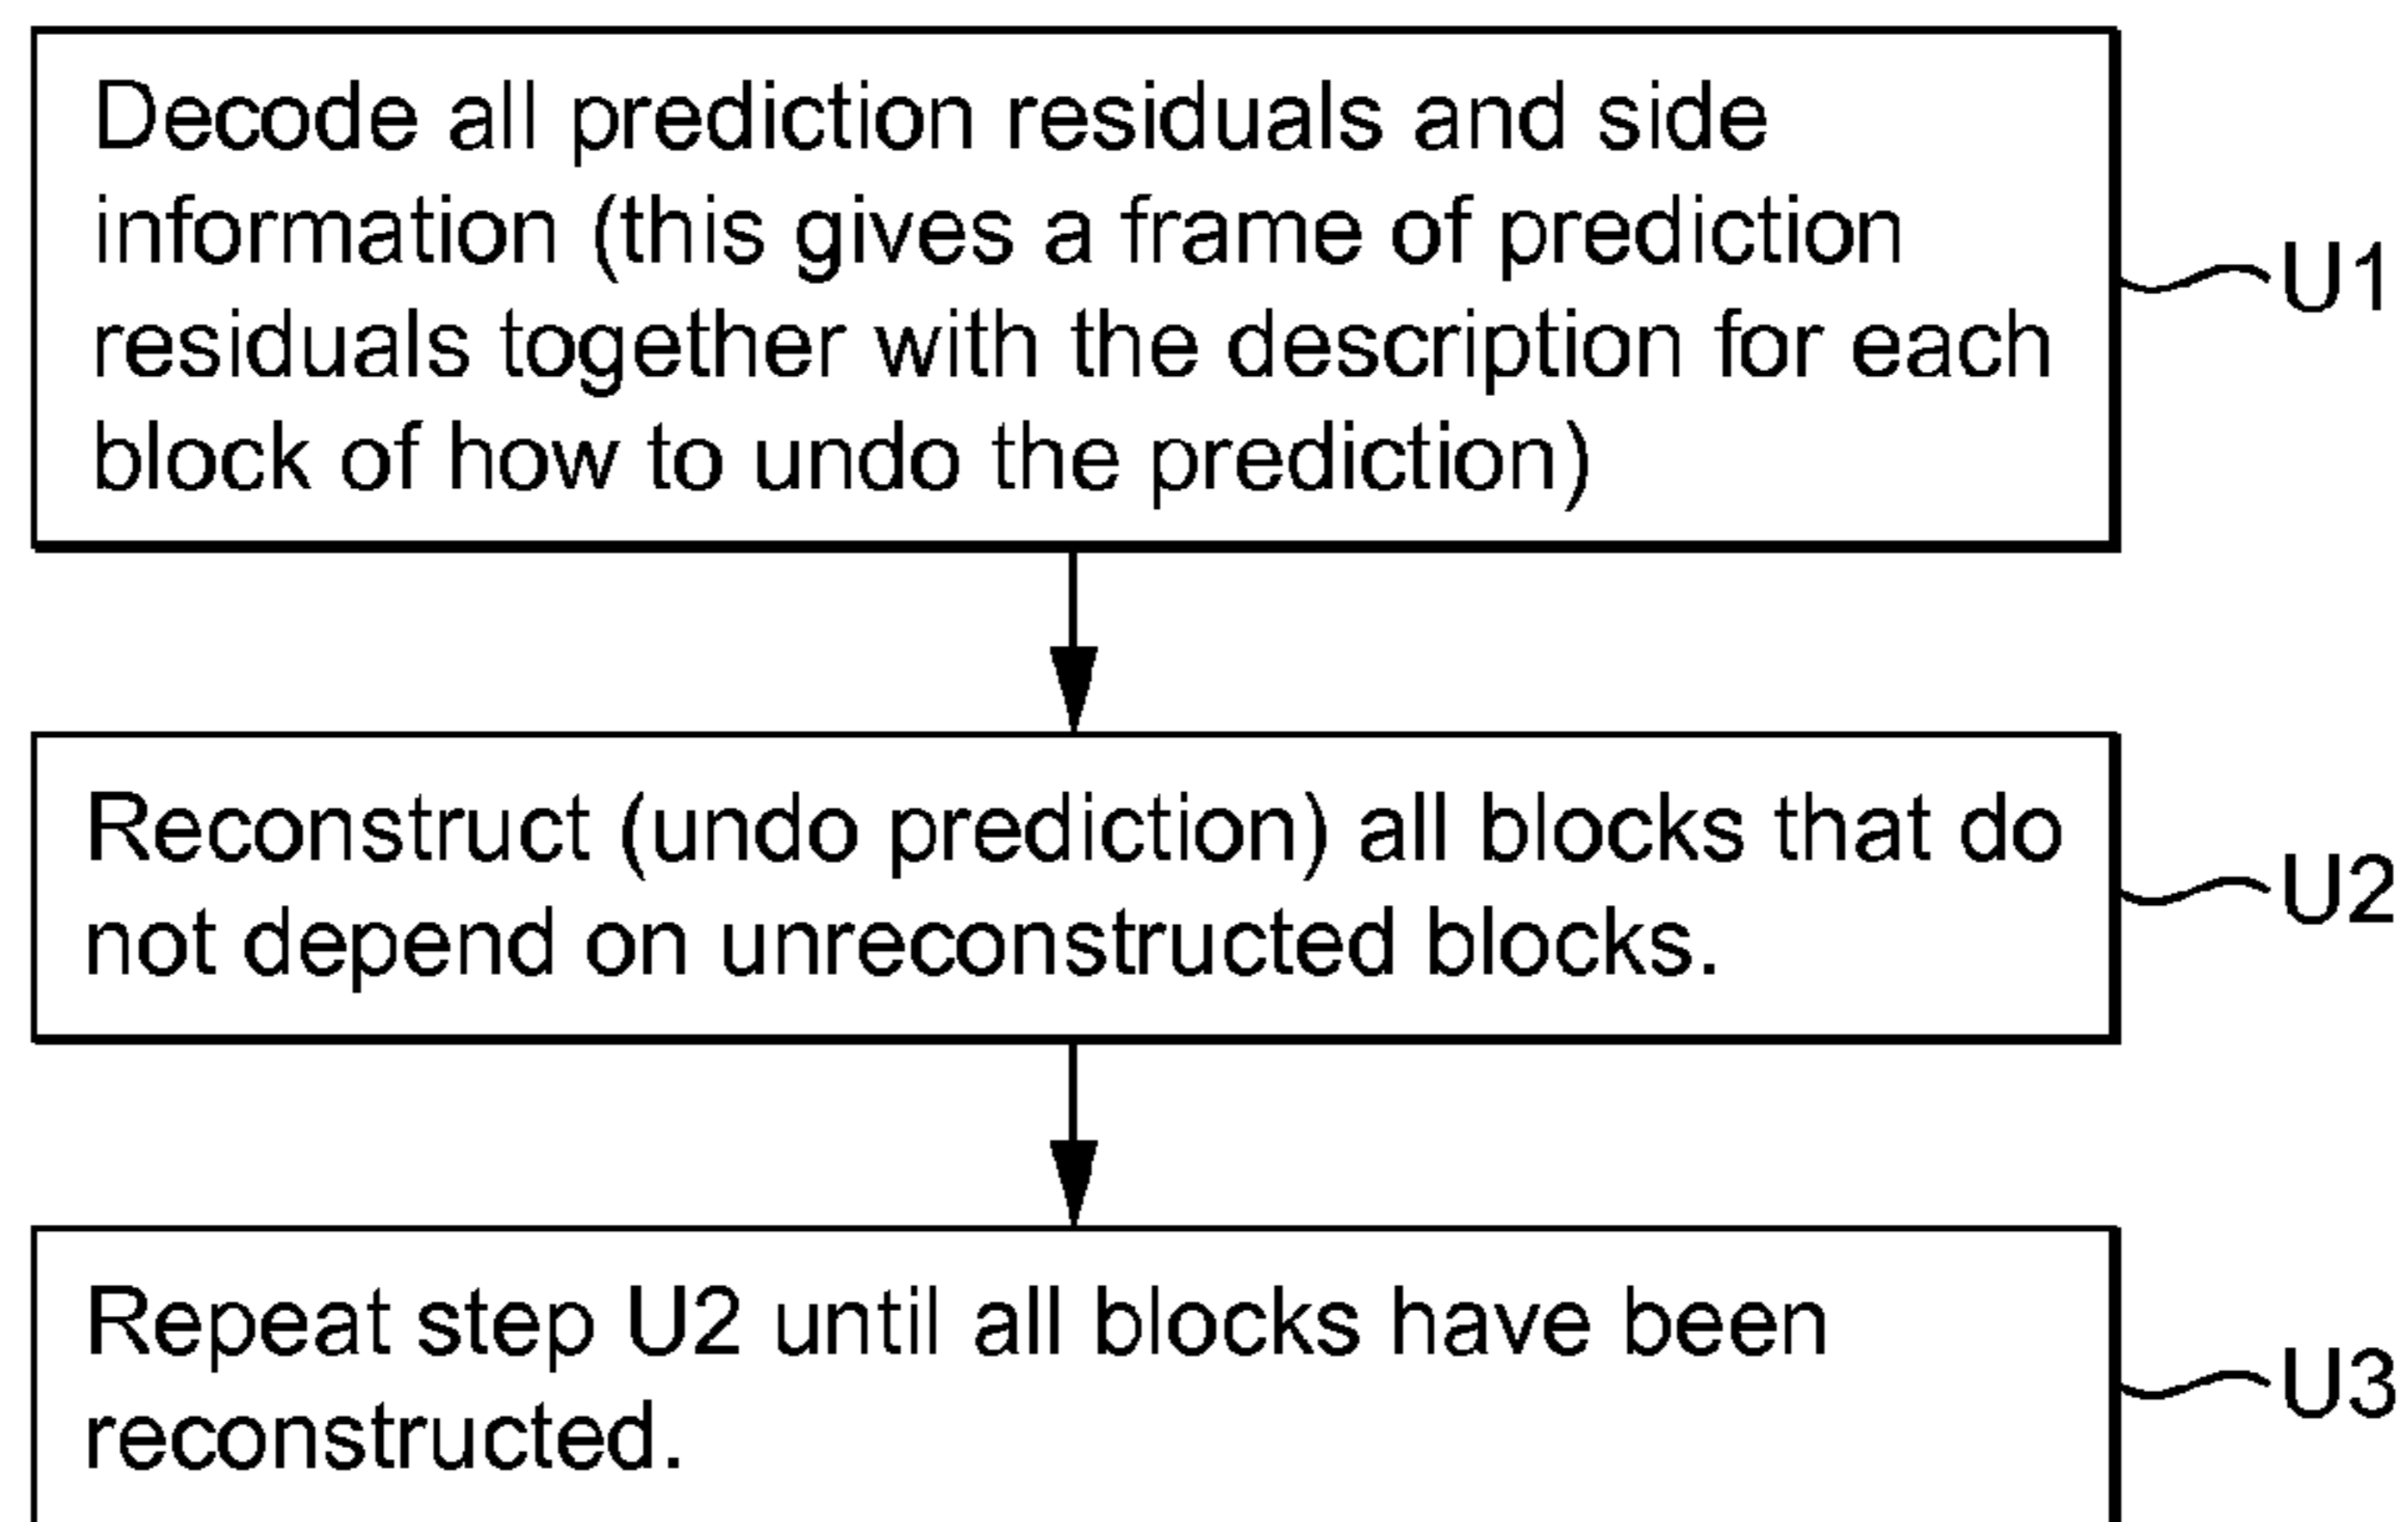 Decode all prediction residuals and side
information (this gives a frame of prediction
residuals together with the description for each
block of how to undo the prediction)
U1
Reconstruct (undo prediction) all blocks that do
not depend on unreconstructed blocks.
U2
Repeat step U2 until all blocks have been
reconstructed.
U3